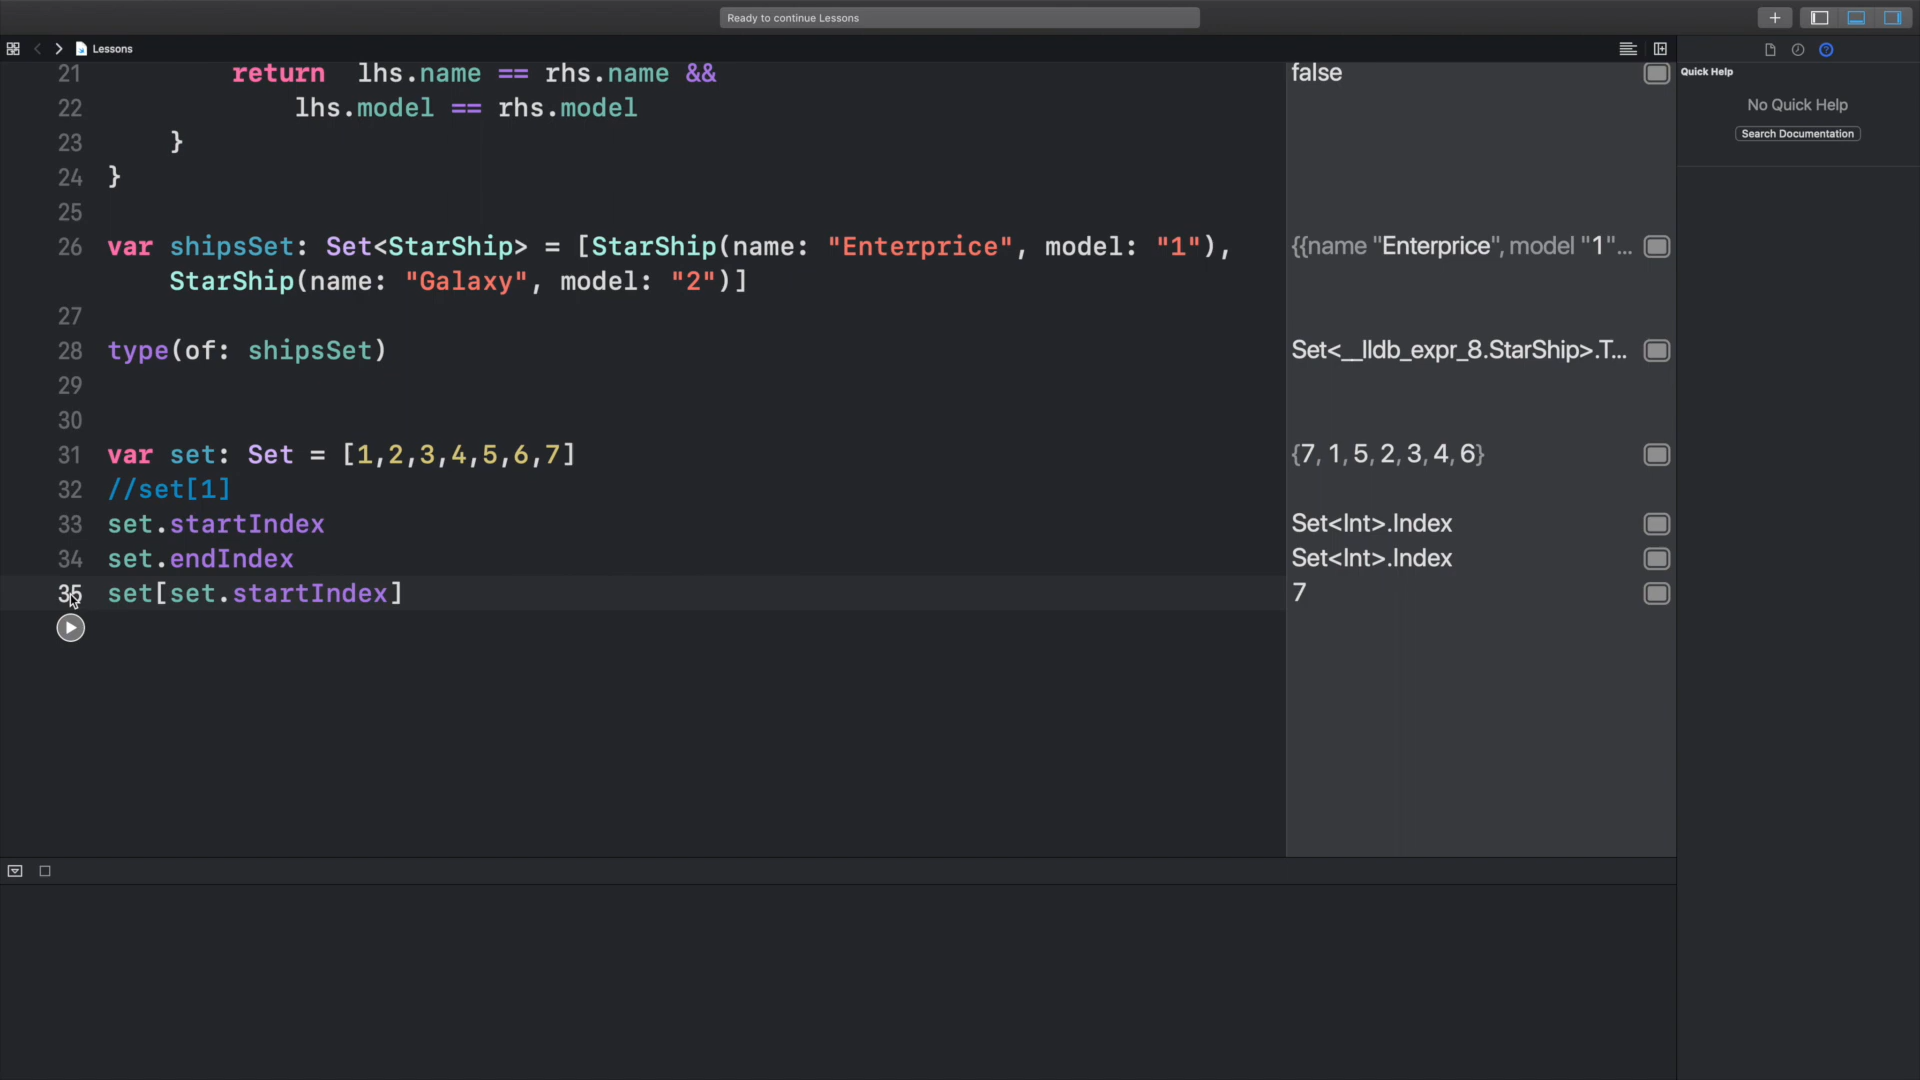 Ready to continue Lessons
Lessons
21 return lhs.name == rhs.name && false
22 lhs.model == rhs.model
23 }
24 }
25
26 var shipsSet: Set<StarShip> = [StarShip(name: "Enterprice", model: "1"), {{name "Enterprice", model "1"...
StarShip(name: "Galaxy", model: "2")]
27
28 type(of: shipsSet) Set<__lldb_expr_8.StarShip>.T...
29
30
31 var set: Set = [1,2,3,4,5,6,7] {7, 1, 5, 2, 3, 4, 6}
32 //set[1]
33 set.startIndex Set<Int>.Index
34 set.endIndex Set<Int>.Index
35 set[set.startIndex] 7
Quick Help
No Quick Help
Search Documentation